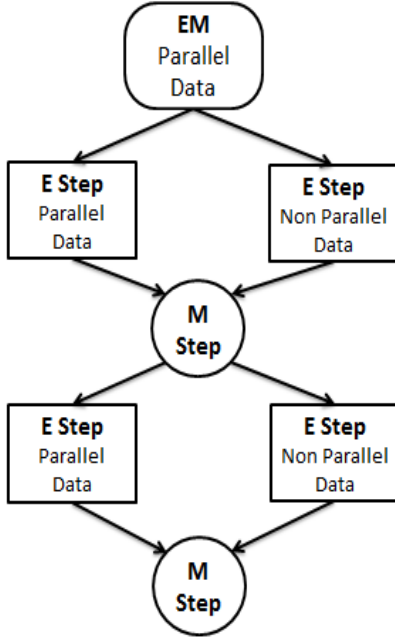 EM
Parallel
Data
E Step
Parallel
Data
E Step
Non Parallel
Data
M
Step
E Step
Parallel
Data
E Step
Non Parallel
Data
M
Step